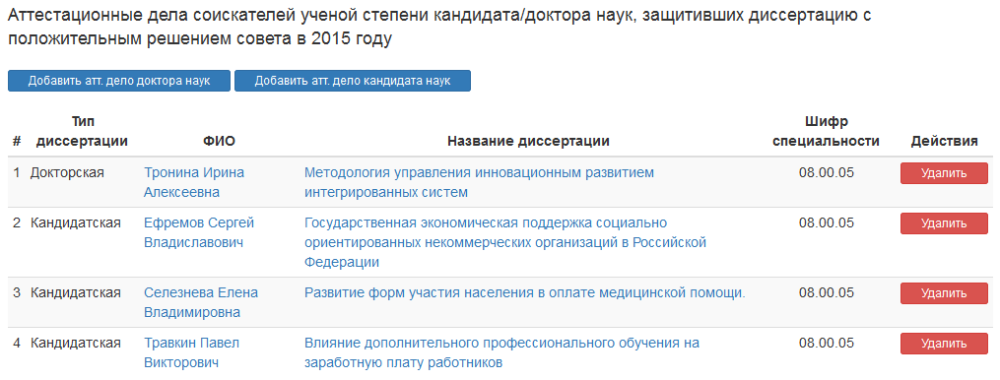 Аттестационные дела соискателей ученой степени кандидата/доктора наук, защитивших диссертацию с
положительным решением совета в 2015 году
Добавить атт. дело доктора наук Добавить атт. дело кандидата наук
Тип Шифр
# диссертации ФИО Название диссертации специальности Действия
1 Докторская Тронина Ирина Методология управления инновационным развитием 08.00.05 Удалить
Алексеевна интегрированных систем
2 Кандидатская Ефремов Сергей Государственная экономическая поддержка социально 08.00.05 Удалить
Владиславович ориентированных некоммерческих организаций в Российской
Федерации
3 Кандидатская Селезнева Елена Развитие форм участия населения в оплате медицинской помощи. 08.00.05 Удалить
Владимировна
4 Кандидатская Травкин Павел Влияние дополнительного профессионального обучения на 08.00.05 Удалить
Викторович заработную плату работников